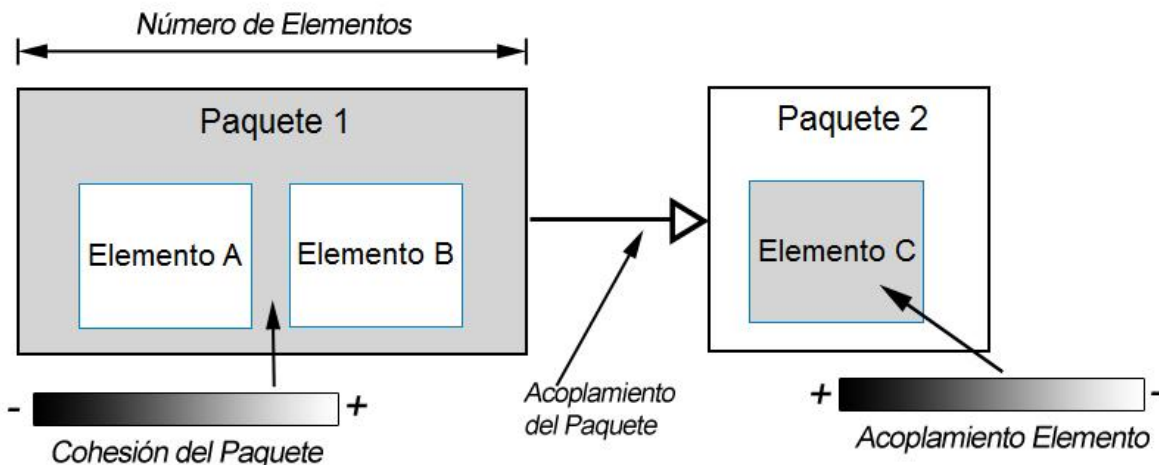 Número de Elementos
Paquete 1
Paquete 2
Elemento A
Elemento B
Elemento C
-
+
Cohesión del Paquete
Acoplamiento
del Paquete
+
-
Acoplamiento Elemento